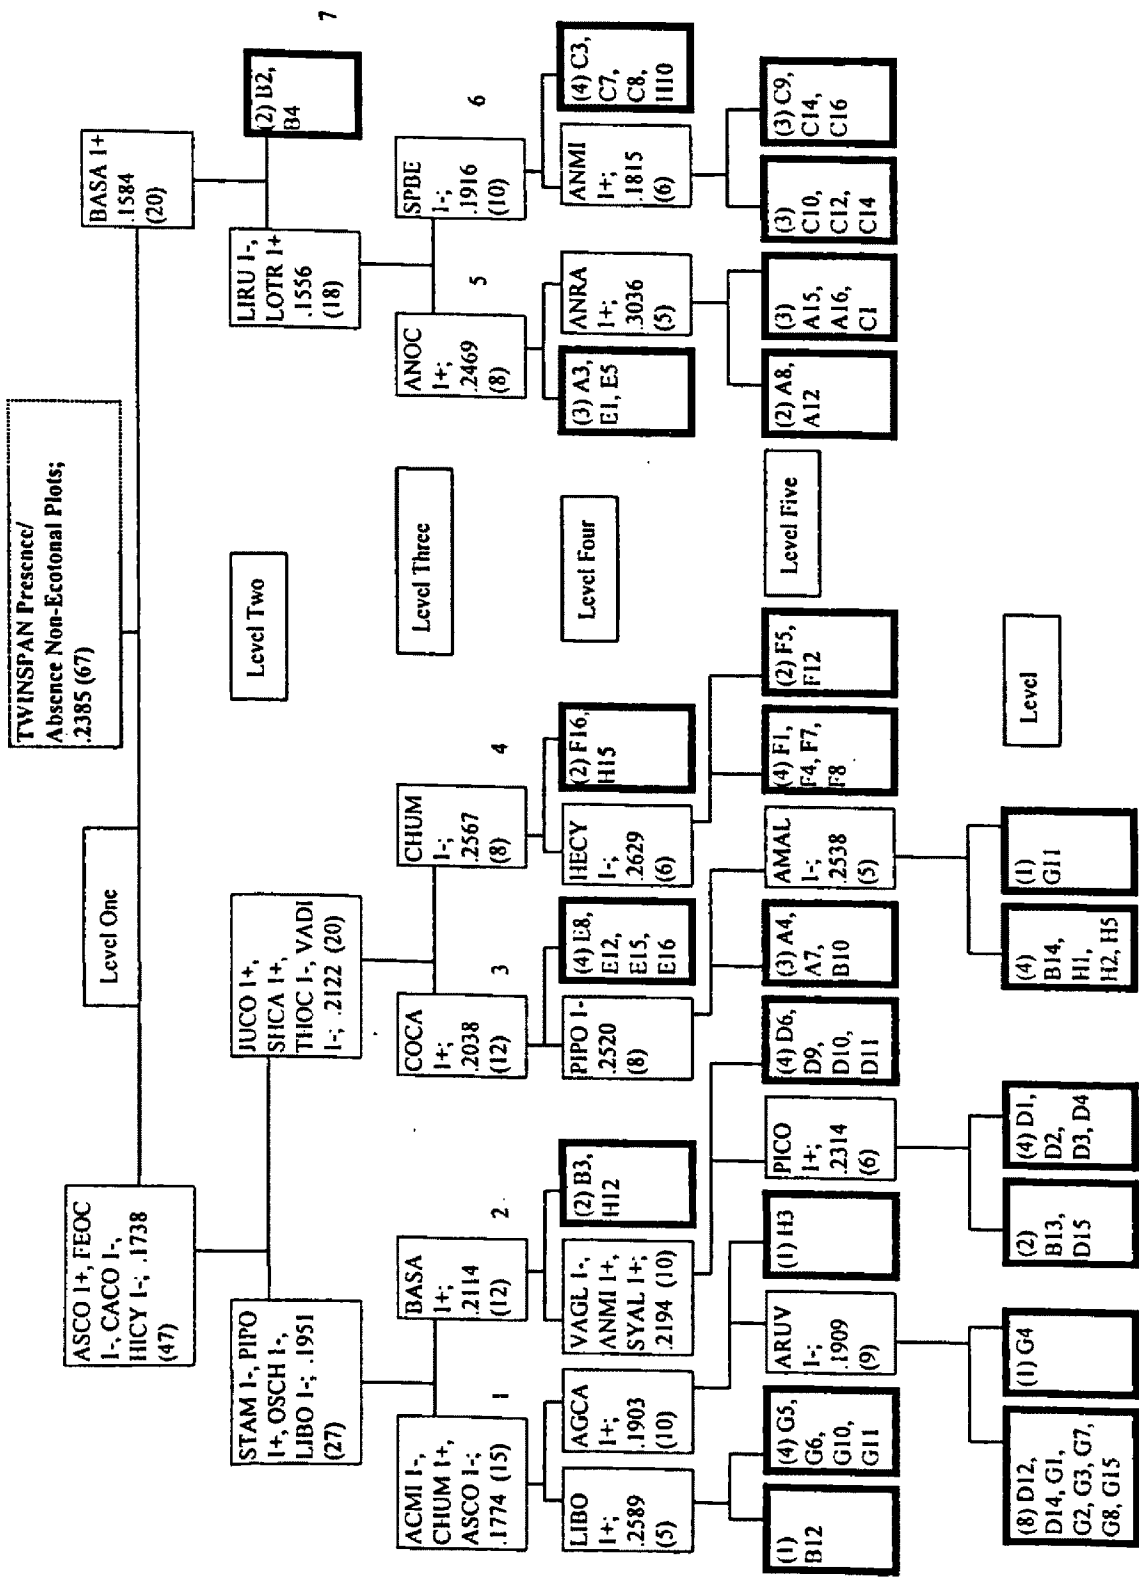 TWINSPAN Presence/
Absence Non-Ecotonal Plots;
.2385 (67)
Level One
ASCO 1+, FEOC
1-, CACO 1-,
HICY 1-; .1738
(47)
BASA 1+
.1584
(20)
Level Two
STAM 1-, PIPO
1+, OSCH 1-,
LIBO 1-; .1951
(27)
JUCO 1+,
SHCA 1+,
THOC 1-, VADI
1-; .2122 (20)
LIRU 1-,
LOTR 1+
.1556
(18)
(2) B2,
B4
7
Level Three
ACMI 1-,
CHUM 1+,
ASCO 1-;
.1774 (15)
BASA
1+;
.2114
(12)
COCA
1+;
.2038
(12)
CHUM
1-;
.2567
(8)
ANOC
1+;
.2469
(8)
SPBE
1-;
.1916
(10)
1
2
3
4
5
6
Level Four
LIBO
1+;
.2589
(5)
AGCA
1+;
.1903
(10)
VAGL 1-,
ANMI 1+,
SYAL 1+;
.2194 (10)
(2) B3,
H12
PIPO 1-
.2520
(8)
(4) E8,
E12,
E15,
E16
HECY
1-;
.2629
(6)
(2) F16,
H15
(3) A3,
E1, E5
ANRA
1+;
.3036
(5)
ANMI
1+;
.1815
(6)
(4) C3,
C7,
C8,
H10
Level Five
(1)
B12
(4) G5,
G6,
G10,
G11
ARUV
1-;
.1909
(9)
(1) H3
PICO
1+;
.2314
(6)
(4) D6,
D9,
D10,
D11
(3) A4,
A7,
B10
AMAL
1-;
.2538
(5)
(4) F1,
F4, F7,
F8
(2) F5,
F12
(2) A8,
A12
(3)
A15,
A16,
C1
(3)
C10,
C12,
C14
(3) C9,
C14,
C16
Level
(8) D12,
D14, G1,
G2, G3, G7,
G8, G15
(1) G4
(2)
B13,
D15
(4) D1,
D2,
D3, D4
(4)
B14,
H1,
H2, H5
(1)
G11